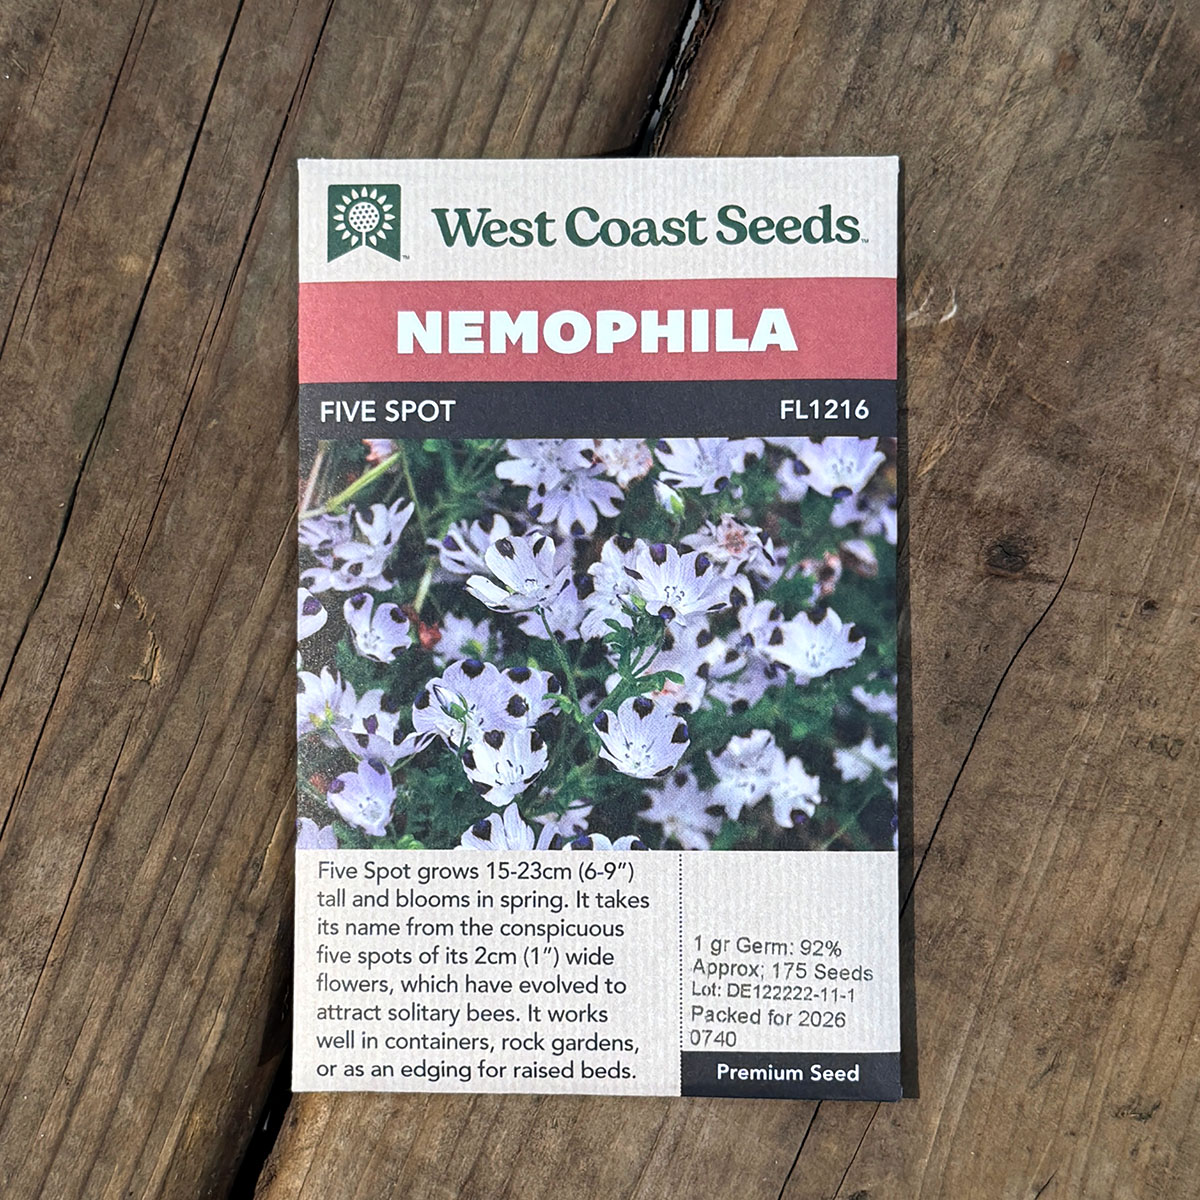 West Coast Seeds™
NEMOPHILA
FIVE SPOT
FL1216
Five Spot grows 15-23cm (6-9”)
tall and blooms in spring. It takes
its name from the conspicuous
five spots of its 2cm (1”) wide
flowers, which have evolved to
attract solitary bees. It works
well in containers, rock gardens,
or as an edging for raised beds.
1 gr Germ: 92%
Approx; 175 Seeds
Lot: DE122222-11-1
Packed for 2026
0740
Premium Seed